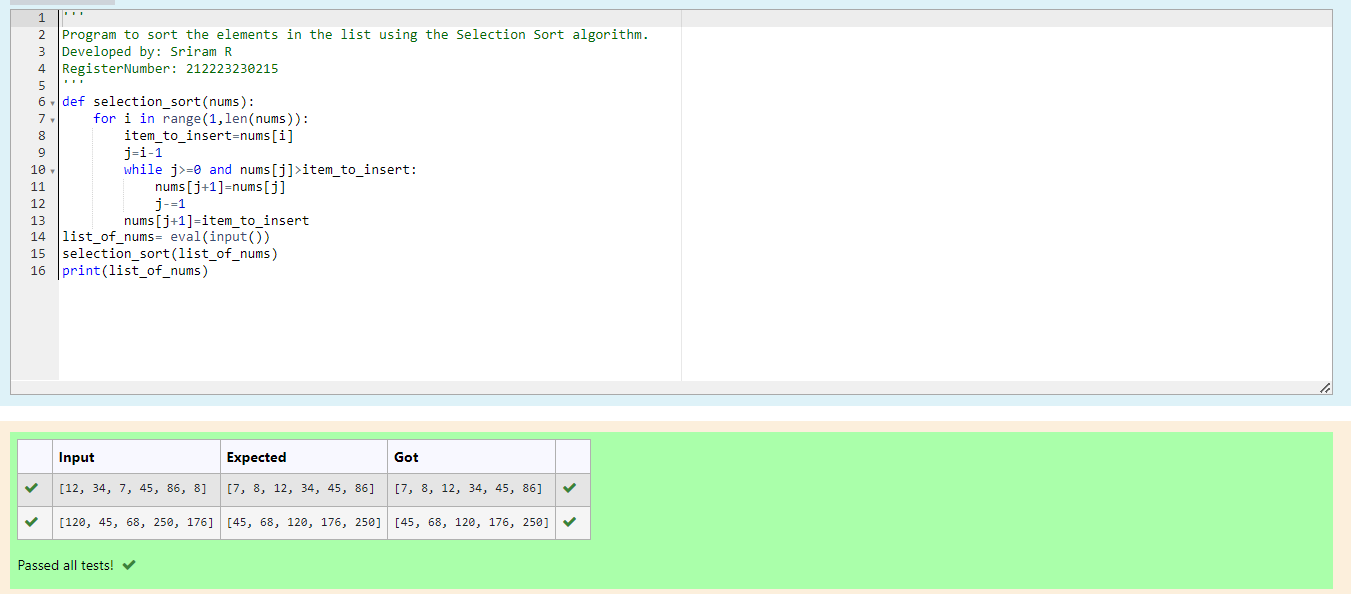 1 '''
2 Program to sort the elements in the list using the Selection Sort algorithm.
3 Developed by: Sriram R
4 RegisterNumber: 212223230215
5 '''
6 def selection_sort(nums):
7     for i in range(1,len(nums)):
8         item_to_insert=nums[i]
9         j=i-1
10         while j>=0 and nums[j]>item_to_insert:
11             nums[j+1]=nums[j]
12             j-=1
13         nums[j+1]=item_to_insert
14 list_of_nums= eval(input())
15 selection_sort(list_of_nums)
16 print(list_of_nums)
Input Expected Got
[12, 34, 7, 45, 86, 8] [7, 8, 12, 34, 45, 86] [7, 8, 12, 34, 45, 86]
[120, 45, 68, 250, 176] [45, 68, 120, 176, 250] [45, 68, 120, 176, 250]
Passed all tests!